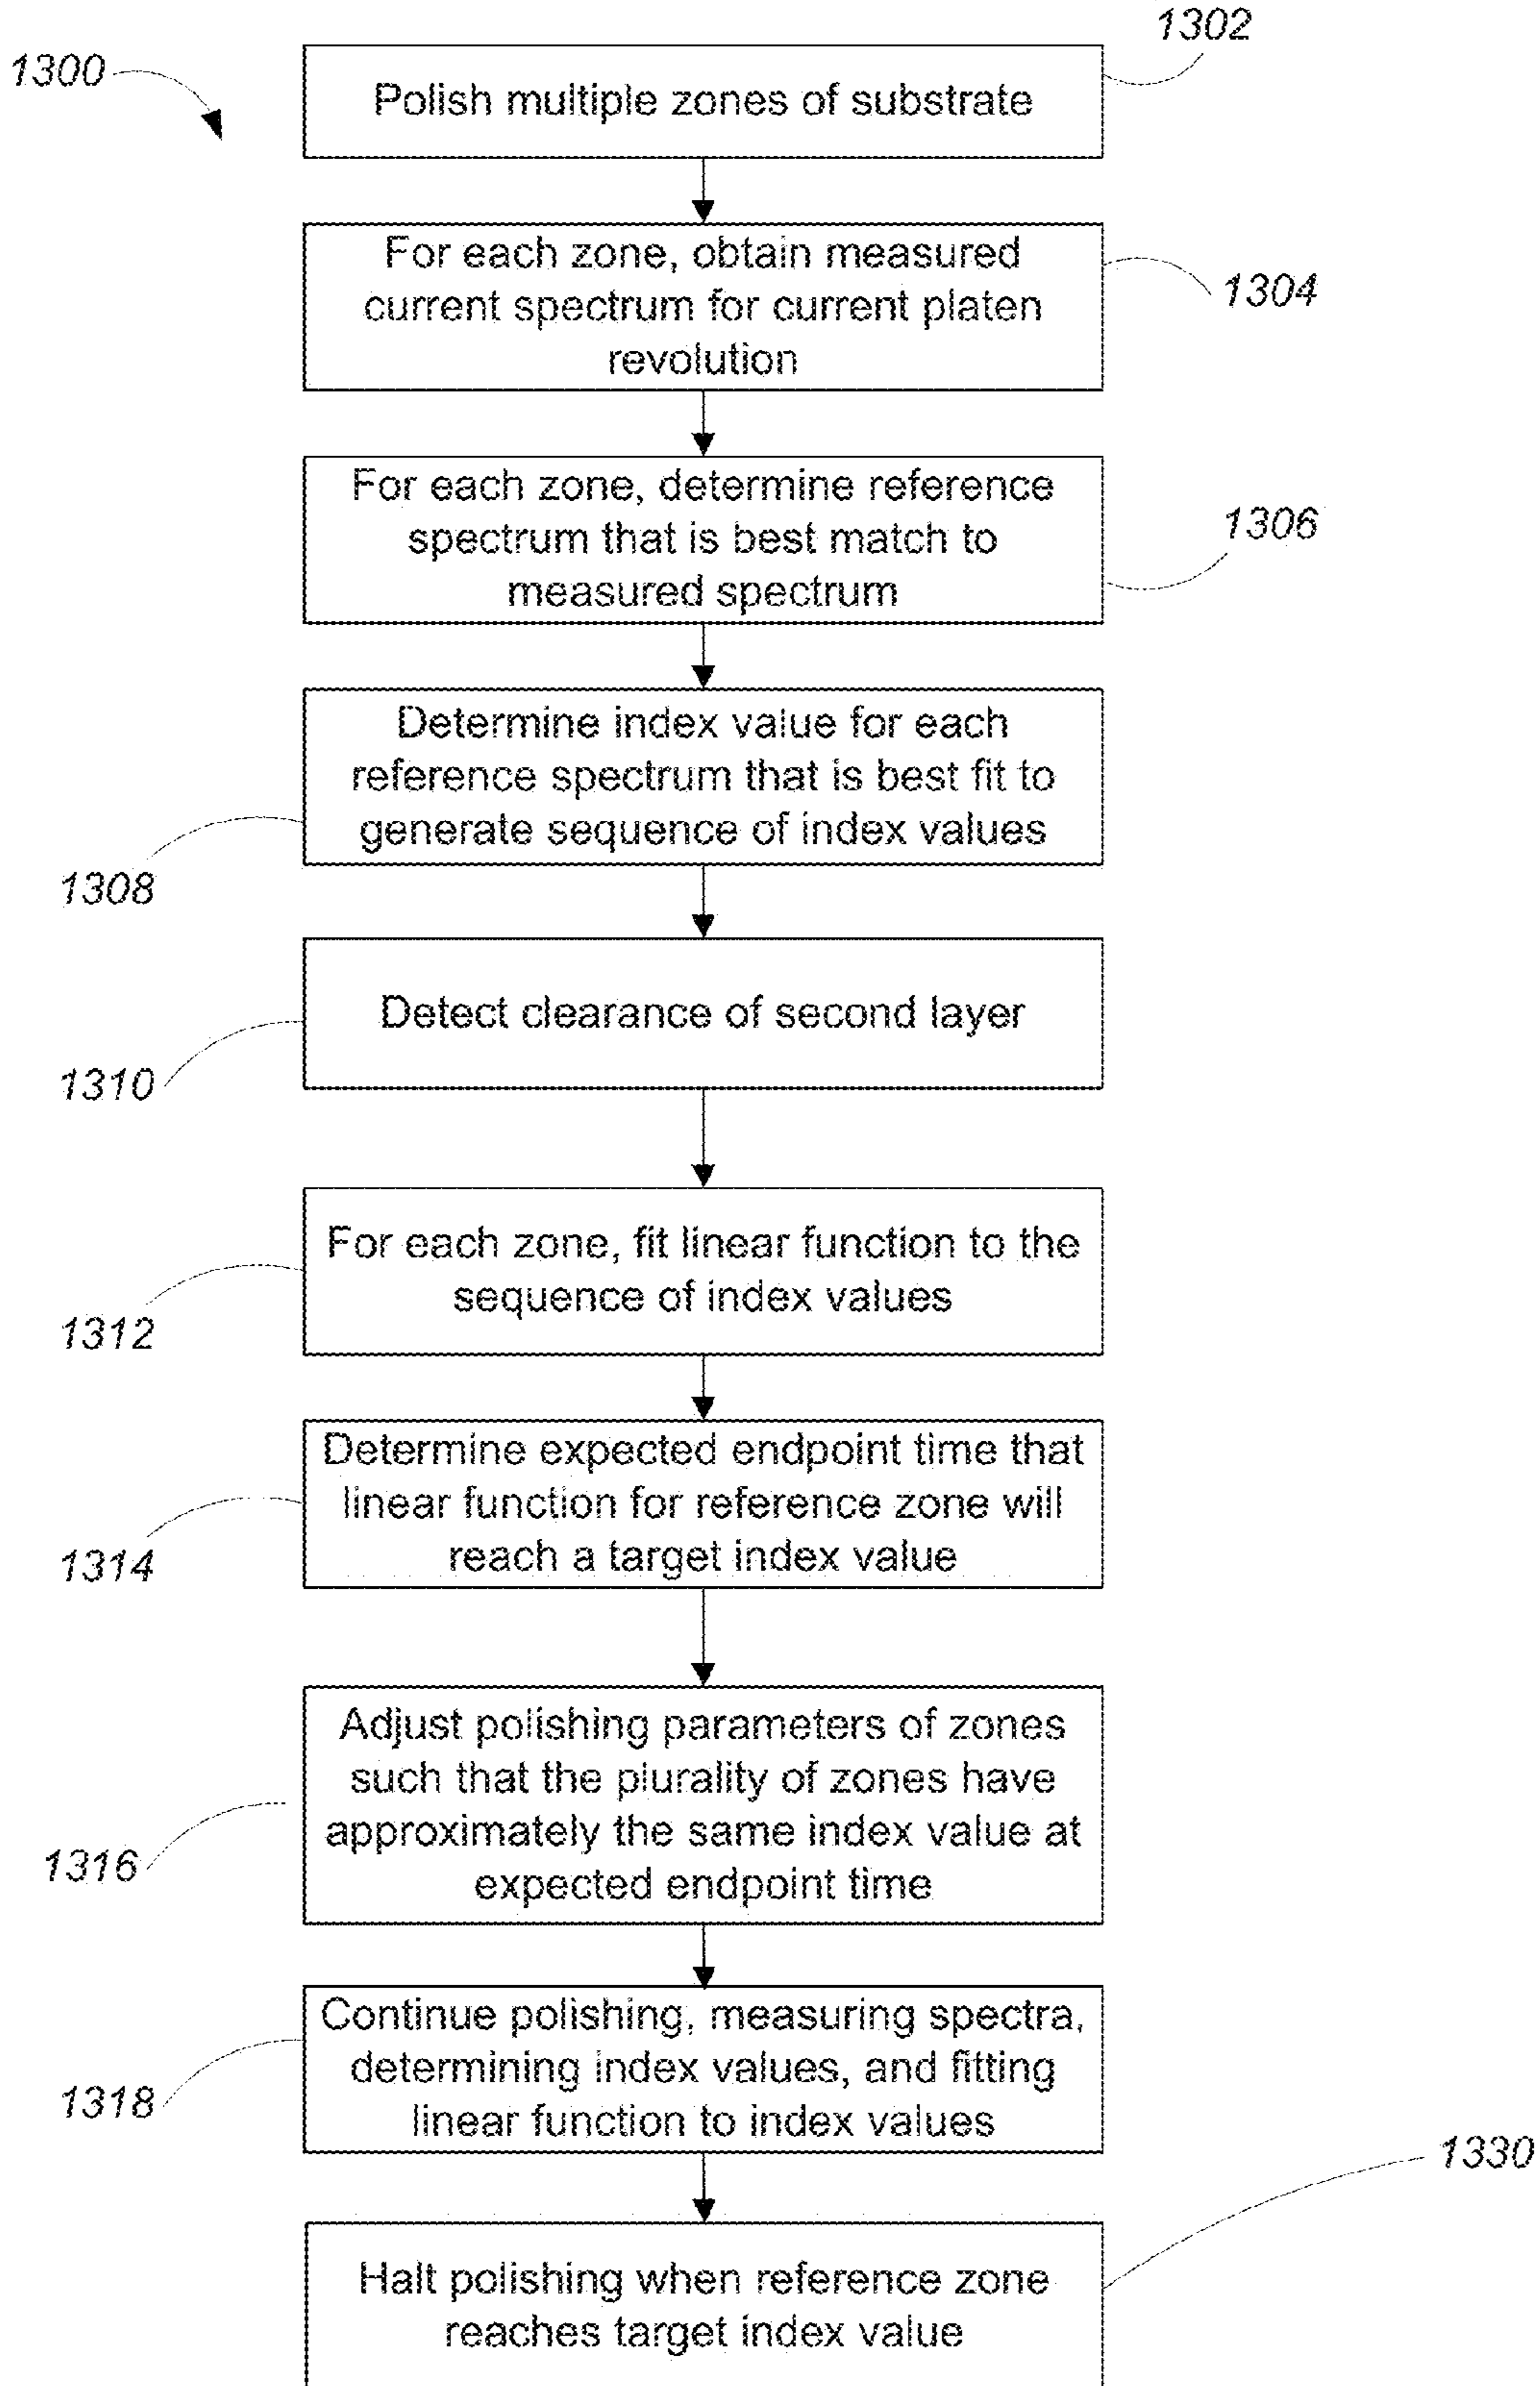 1302
1300
Polish multiple zones of substrate
For each zone, obtain measured
current spectrum for current platen
revolution
1304
For each zone, determine reference
spectrum that is best match to
measured spectrum
1306
Determine index value for each
reference spectrum that is best fit to
generate sequence of index values
1308
Detect clearance of second layer
1310
For each zone, fit linear function to the
sequence of index values
1312
Determine expected endpoint time that
linear function for reference zone will
reach a target index value
1314
Adjust polishing parameters of zones
such that the plurality of zones have
approximately the same index value at
expected endpoint time
1316
Continue polishing, measuring spectra,
determining index values, and fitting
linear function to index values
1318
1330
Halt polishing when reference zone
reaches target index value